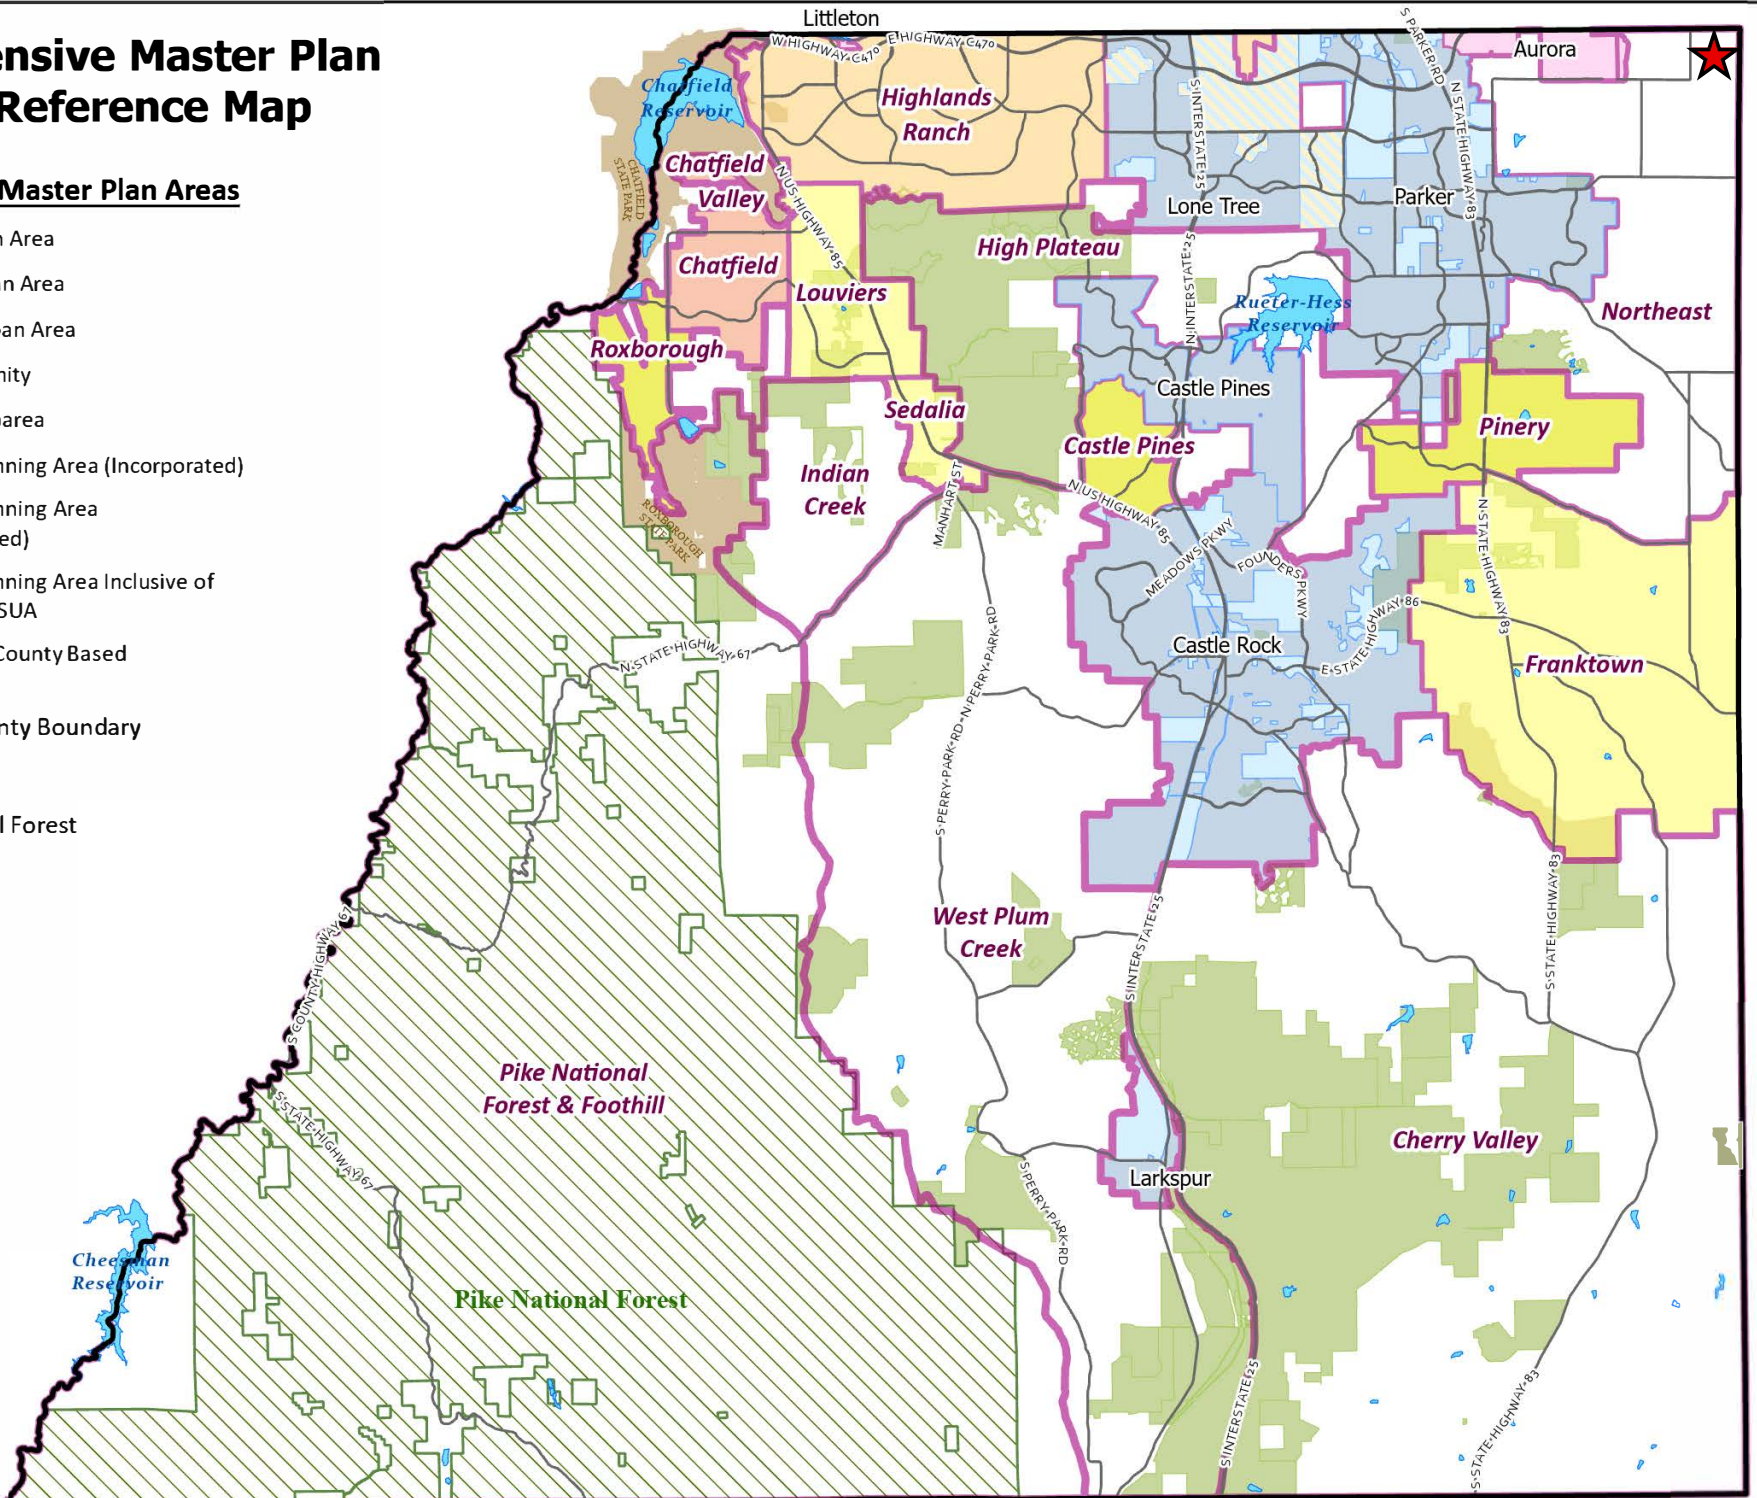 ensive Master Plan
Reference Map
Master Plan Areas
n Area
n Area
an Area
nity
area
nning Area (Incorporated)
nning Area
ed)
nning Area Inclusive of
SUA
County Based
nty Boundary
l Forest
Littleton
W HIGHWAY C470
E HIGHWAY C470
S PARKER RD
Aurora
Chatfield
Reservoir
Highlands
Ranch
S INTERSTATE 25
N STATE HIGHWAY 83
CHATFIELD
STATE PARK
Chatfield
Valley
N US HIGHWAY 85
Lone Tree
Parker
High Plateau
Chatfield
Louviers
N INTERSTATE 25
Rueter-Hess
Reservoir
Northeast
Roxborough
Castle Pines
Sedalia
Pinery
Castle Pines
Indian
Creek
MANHART ST
N US HIGHWAY 85
ROXBOROUGH
STATE PARK
MEADOWS PKWY
FOUNDERS PKWY
N STATE HIGHWAY 83
E STATE HIGHWAY 86
Castle Rock
Franktown
N STATE HIGHWAY 67
N PERRY PARK RD
S PERRY PARK RD
West Plum
Creek
S INTERSTATE 25
S STATE HIGHWAY 83
S COUNTY HIGHWAY 67
Pike National
Forest & Foothill
S STATE HIGHWAY 67
Cherry Valley
Larkspur
S PERRY PARK RD
Cheesman
Reservoir
Pike National Forest
S INTERSTATE 25
S STATE HIGHWAY 83